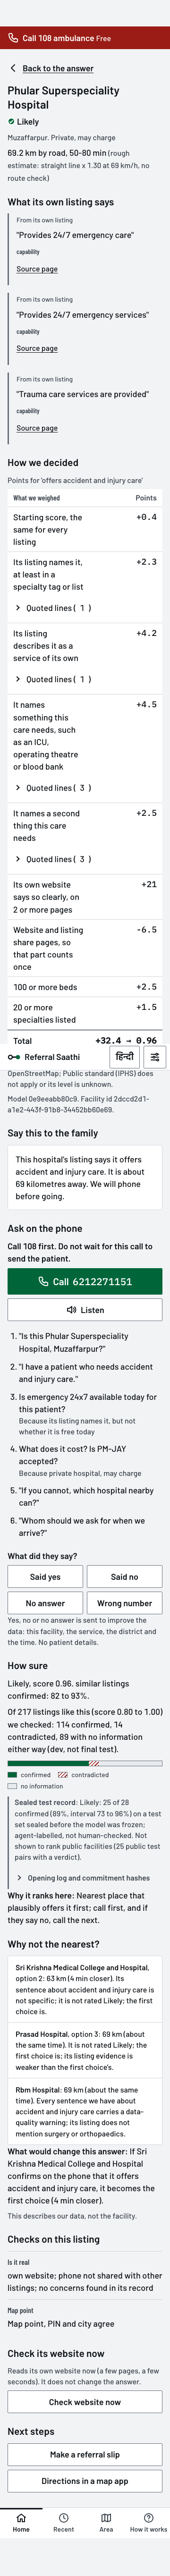 Call 108 ambulance Free
Back to the answer
Phular Superspeciality
Hospital
Likely
Muzaffarpur. Private, may charge
69.2 km by road, 50-80 min (rough
estimate: straight line x 1.30 at 69 km/h, no
route check)
What its own listing says
From its own listing
"Provides 24/7 emergency care"
capability
Source page
From its own listing
"Provides 24/7 emergency services"
capability
Source page
From its own listing
"Trauma care services are provided"
capability
Source page
How we decided
Points for 'offers accident and injury care'
What we weighed Points
Starting score, the +0.4
same for every
listing
Its listing names it, +2.3
at least in a
specialty tag or list
Quoted lines ( 1 )
Its listing +4.2
describes it as a
service of its own
Quoted lines ( 1 )
It names +4.5
something this
care needs, such
as an ICU,
operating theatre
or blood bank
Quoted lines ( 3 )
It names a second +2.5
thing this care
needs
Quoted lines ( 3 )
Its own website +21
says so clearly, on
2 or more pages
Website and listing -6.5
share pages, so
that part counts
once
100 or more beds +2.5
20 or more +1.5
specialties listed
Total +32.4 → 0.96
Referral Saathi हिन्दी
OpenStreetMap; Public standard (IPHS) does
not apply or its level is unknown.
Model 0e9eeabb80c9. Facility id 2dccd2d1-
a1e2-443f-91b8-34452bb60e69.
Say this to the family
This hospital's listing says it offers
accident and injury care. It is about
69 kilometres away. We will phone
before going.
Ask on the phone
Call 108 first. Do not wait for this call to
send the patient.
Call 6212271151
Listen
1. "Is this Phular Superspeciality
Hospital, Muzaffarpur?"
2. "I have a patient who needs accident
and injury care."
3. Is emergency 24x7 available today for
this patient?
Because its listing names it, but not
whether it is free today
4. What does it cost? Is PM-JAY
accepted?
Because private hospital, may charge
5. "If you cannot, which hospital nearby
can?"
6. "Whom should we ask for when we
arrive?"
What did they say?
Said yes Said no
No answer Wrong number
Yes, no or no answer is sent to improve the
data: this facility, the service, the district and
the time. No patient details.
How sure
Likely, score 0.96. similar listings
confirmed: 82 to 93%.
Of 217 listings like this (score 0.80 to 1.00)
we checked: 114 confirmed, 14
contradicted, 89 with no information
either way (dev, not final test).
confirmed contradicted
no information
Sealed test record: Likely: 25 of 28
confirmed (89%, interval 73 to 96%) on a test
set sealed before the model was frozen;
agent-labelled, not human-checked. Not
shown to rank public facilities (25 public test
pairs with a verdict).
Opening log and commitment hashes
Why it ranks here: Nearest place that
plausibly offers it first; call first, and if
they say no, call the next.
Why not the nearest?
Sri Krishna Medical College and Hospital,
option 2: 63 km (4 min closer). Its
sentence about accident and injury care is
not specific; it is not rated Likely; the first
choice is.
Prasad Hospital, option 3: 69 km (about
the same time). It is not rated Likely; the
first choice is; its listing evidence is
weaker than the first choice's.
Rbm Hospital: 69 km (about the same
time). Every sentence we have about
accident and injury care carries a data-
quality warning; its listing does not
mention surgery or orthopaedics.
What would change this answer: If Sri
Krishna Medical College and Hospital
confirms on the phone that it offers
accident and injury care, it becomes the
first choice (4 min closer).
This describes our data, not the facility.
Checks on this listing
Is it real
own website; phone not shared with other
listings; no concerns found in its record
Map point
Map point, PIN and city agree
Check its website now
Reads its own website now (a few pages, a few
seconds). It does not change the answer.
Check website now
Next steps
Make a referral slip
Directions in a map app
Home Recent Area How it works